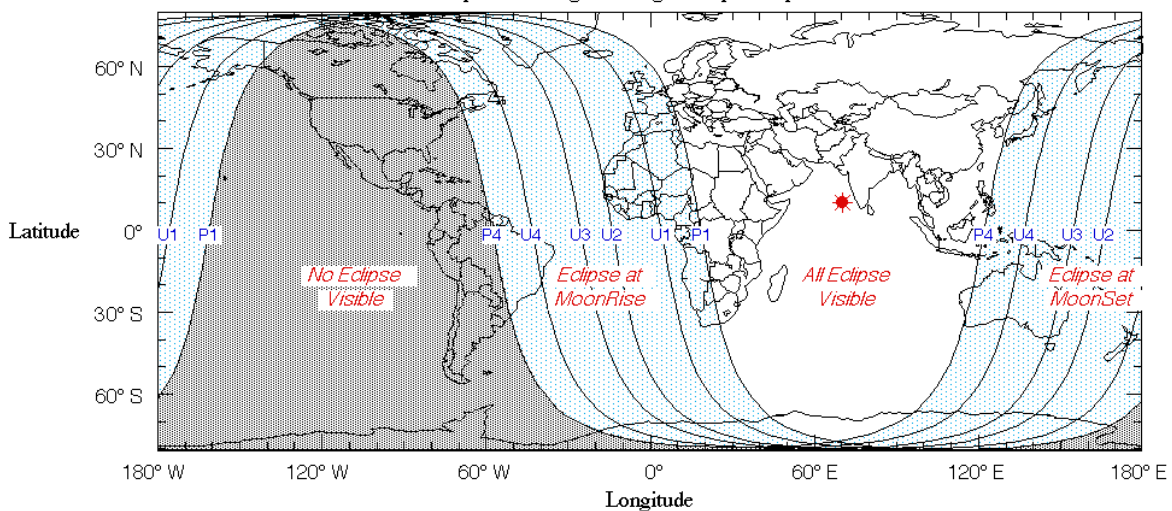 60° N
30° N
Latitude
0°
U1 P1 P4 U4 U3 U2 U1 P1 P4 U4 U3 U2
No Eclipse
Visible
Eclipse at
MoonRise
All Eclipse
Visible
Eclipse at
MoonSet
30° S
60° S
180° W 120° W 60° W 0° 60° E 120° E 180° E
Longitude